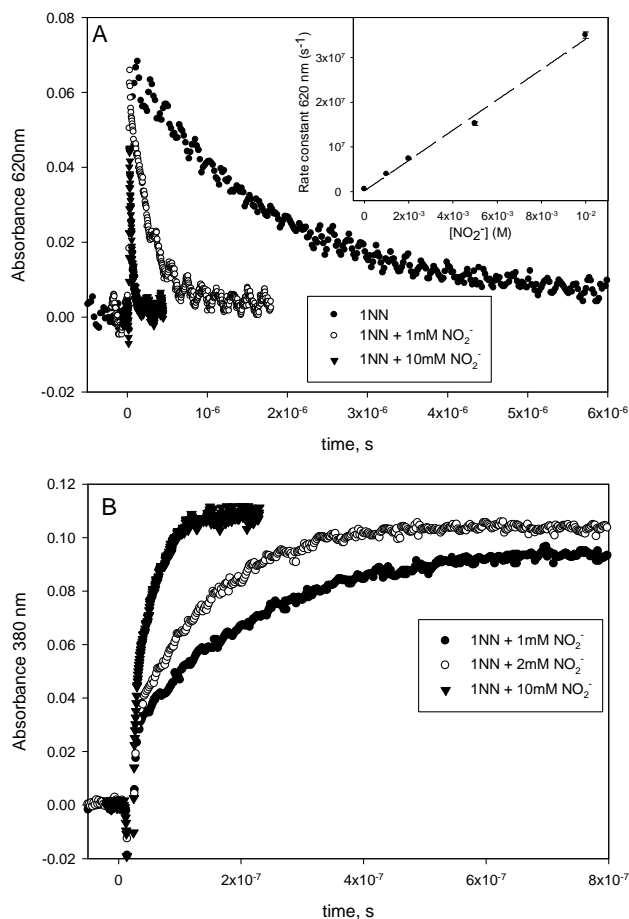 A
Absorbance 620nm
0.08
0.06
0.04
0.02
0.00
-0.02
0
10⁻⁶
2x10⁻⁶
3x10⁻⁶
4x10⁻⁶
5x10⁻⁶
6x10⁻⁶
time, s
Rate constant 620 nm (s⁻¹)
3x10⁷
2x10⁷
10⁷
0
0
2x10⁻³
4x10⁻³
6x10⁻³
8x10⁻³
10⁻²
[NO₂⁻] (M)
1NN
1NN + 1mM NO₂⁻
1NN + 10mM NO₂⁻
B
Absorbance 380 nm
0.12
0.10
0.08
0.06
0.04
0.02
0.00
-0.02
0
2x10⁻⁷
4x10⁻⁷
6x10⁻⁷
8x10⁻⁷
time, s
1NN + 1mM NO₂⁻
1NN + 2mM NO₂⁻
1NN + 10mM NO₂⁻